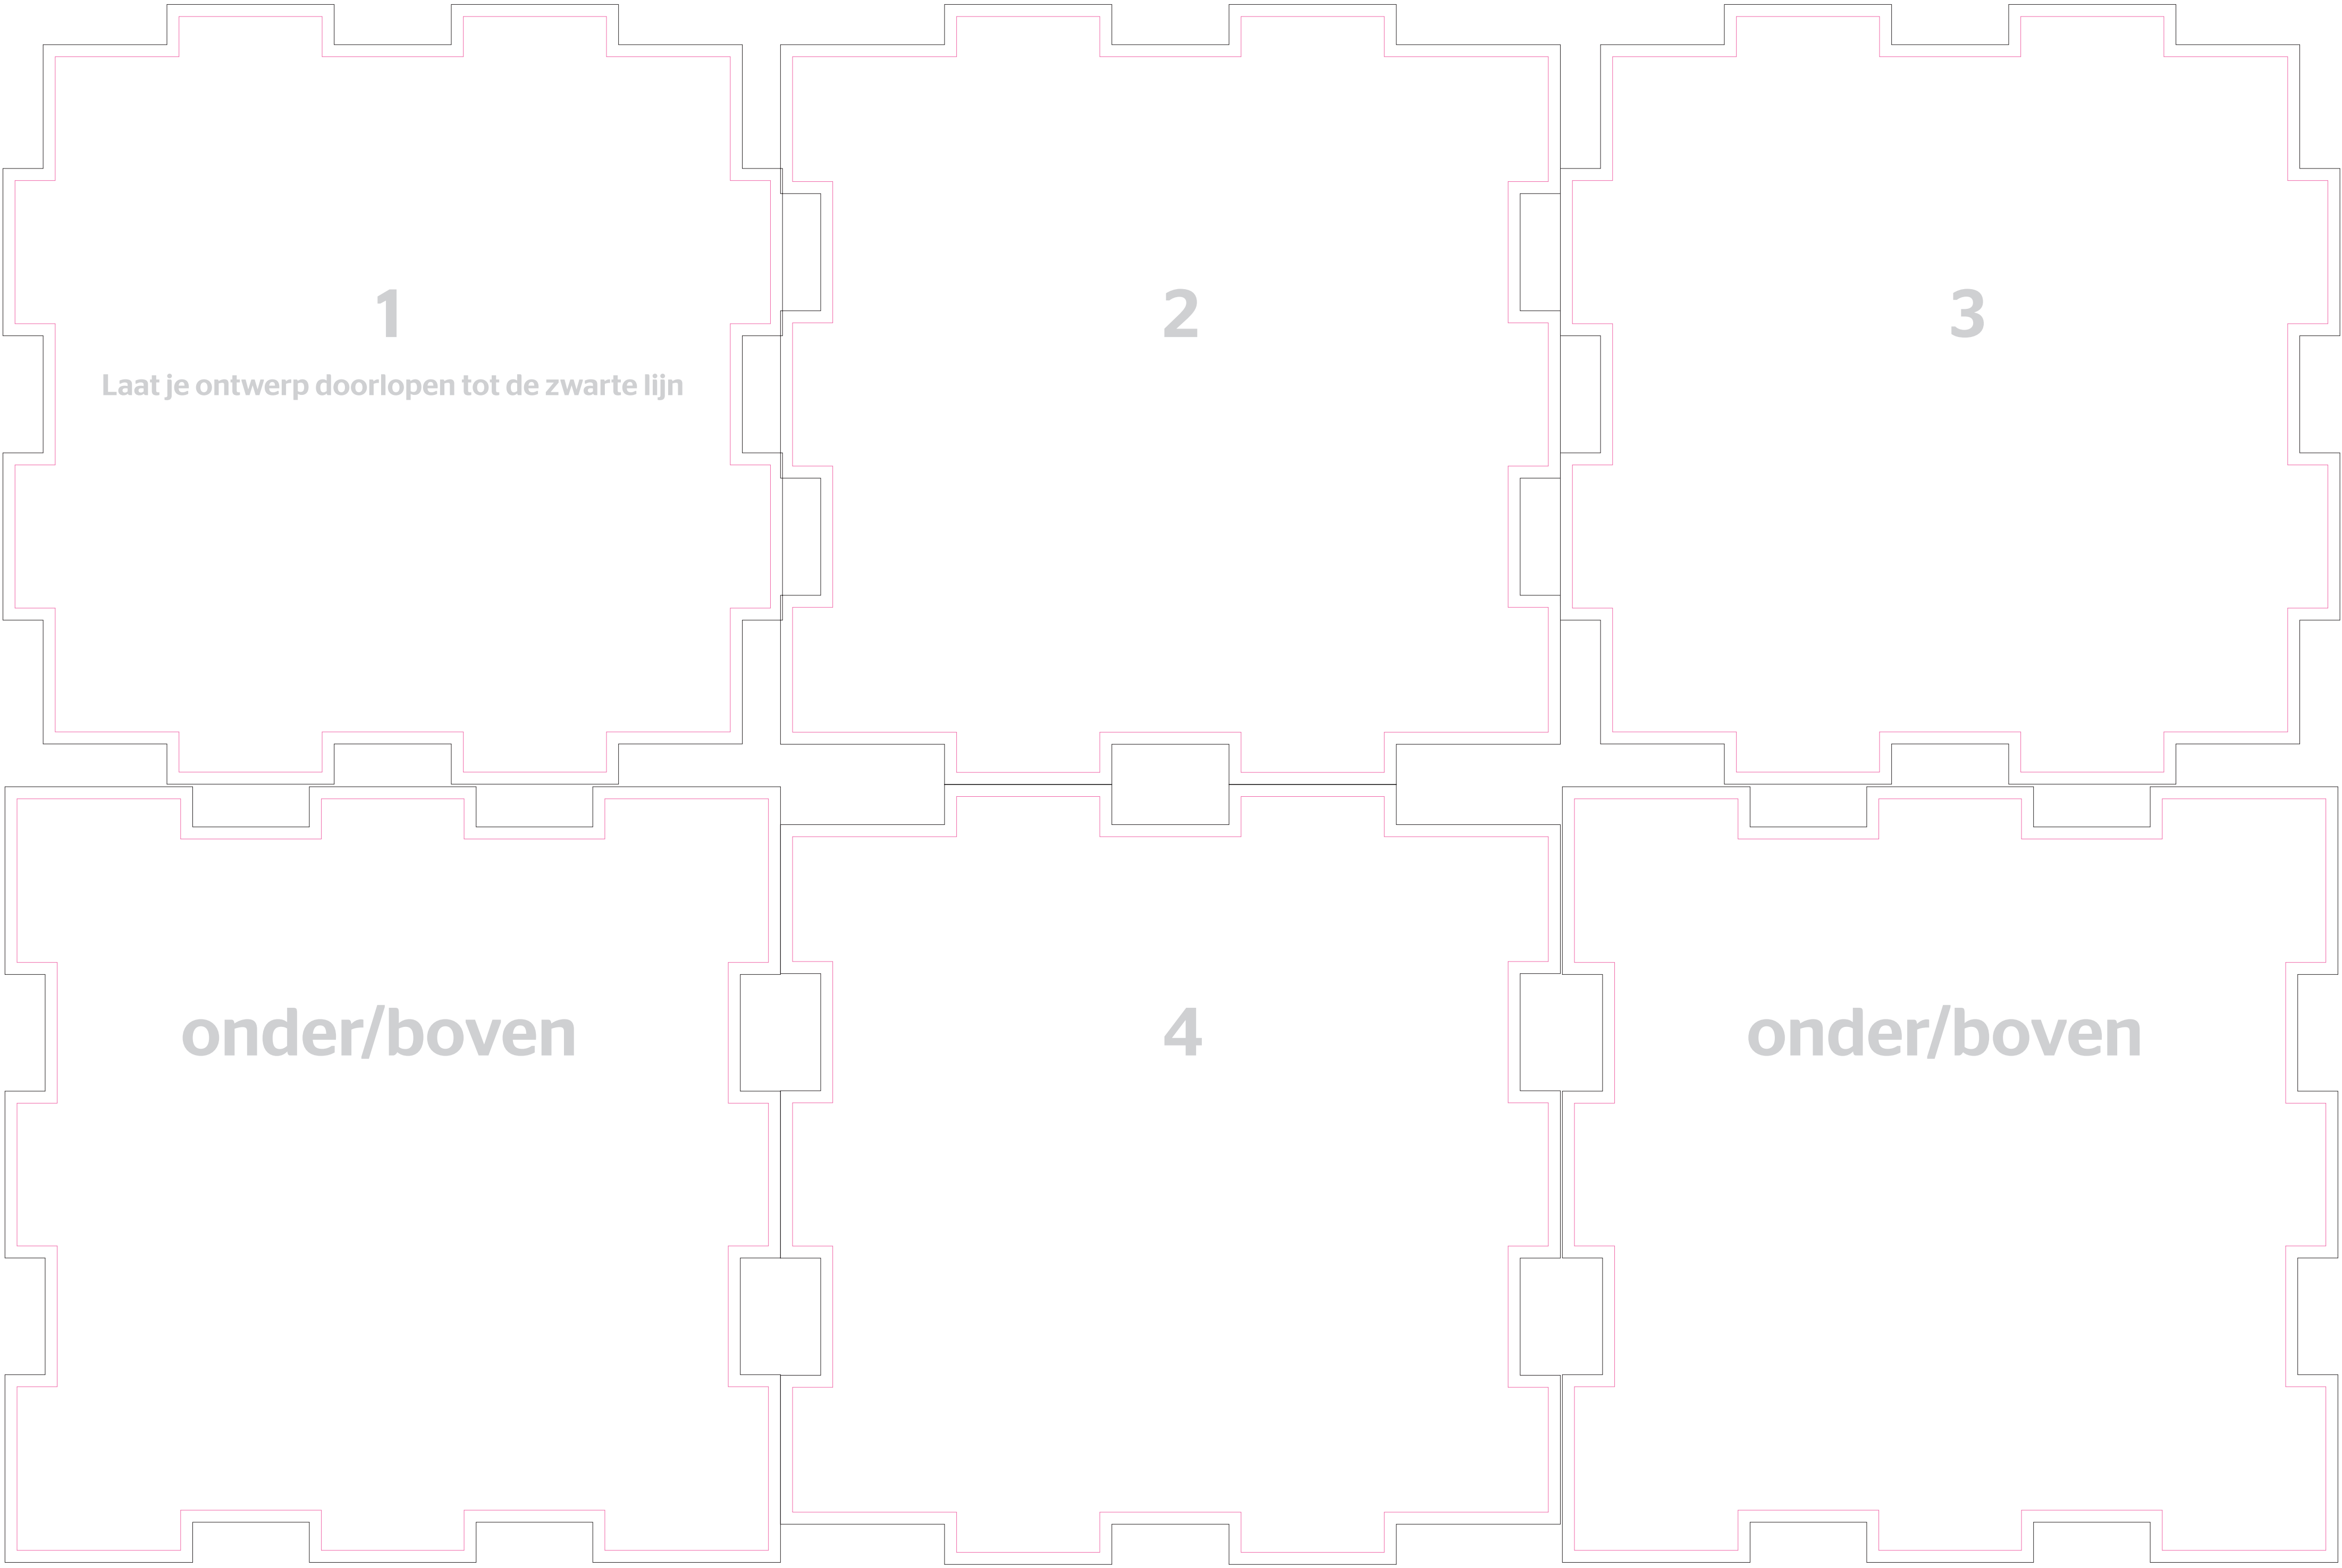 1
Laat je ontwerp doorlopen tot de zwarte lijn
2
3
onder/boven
4
onder/boven